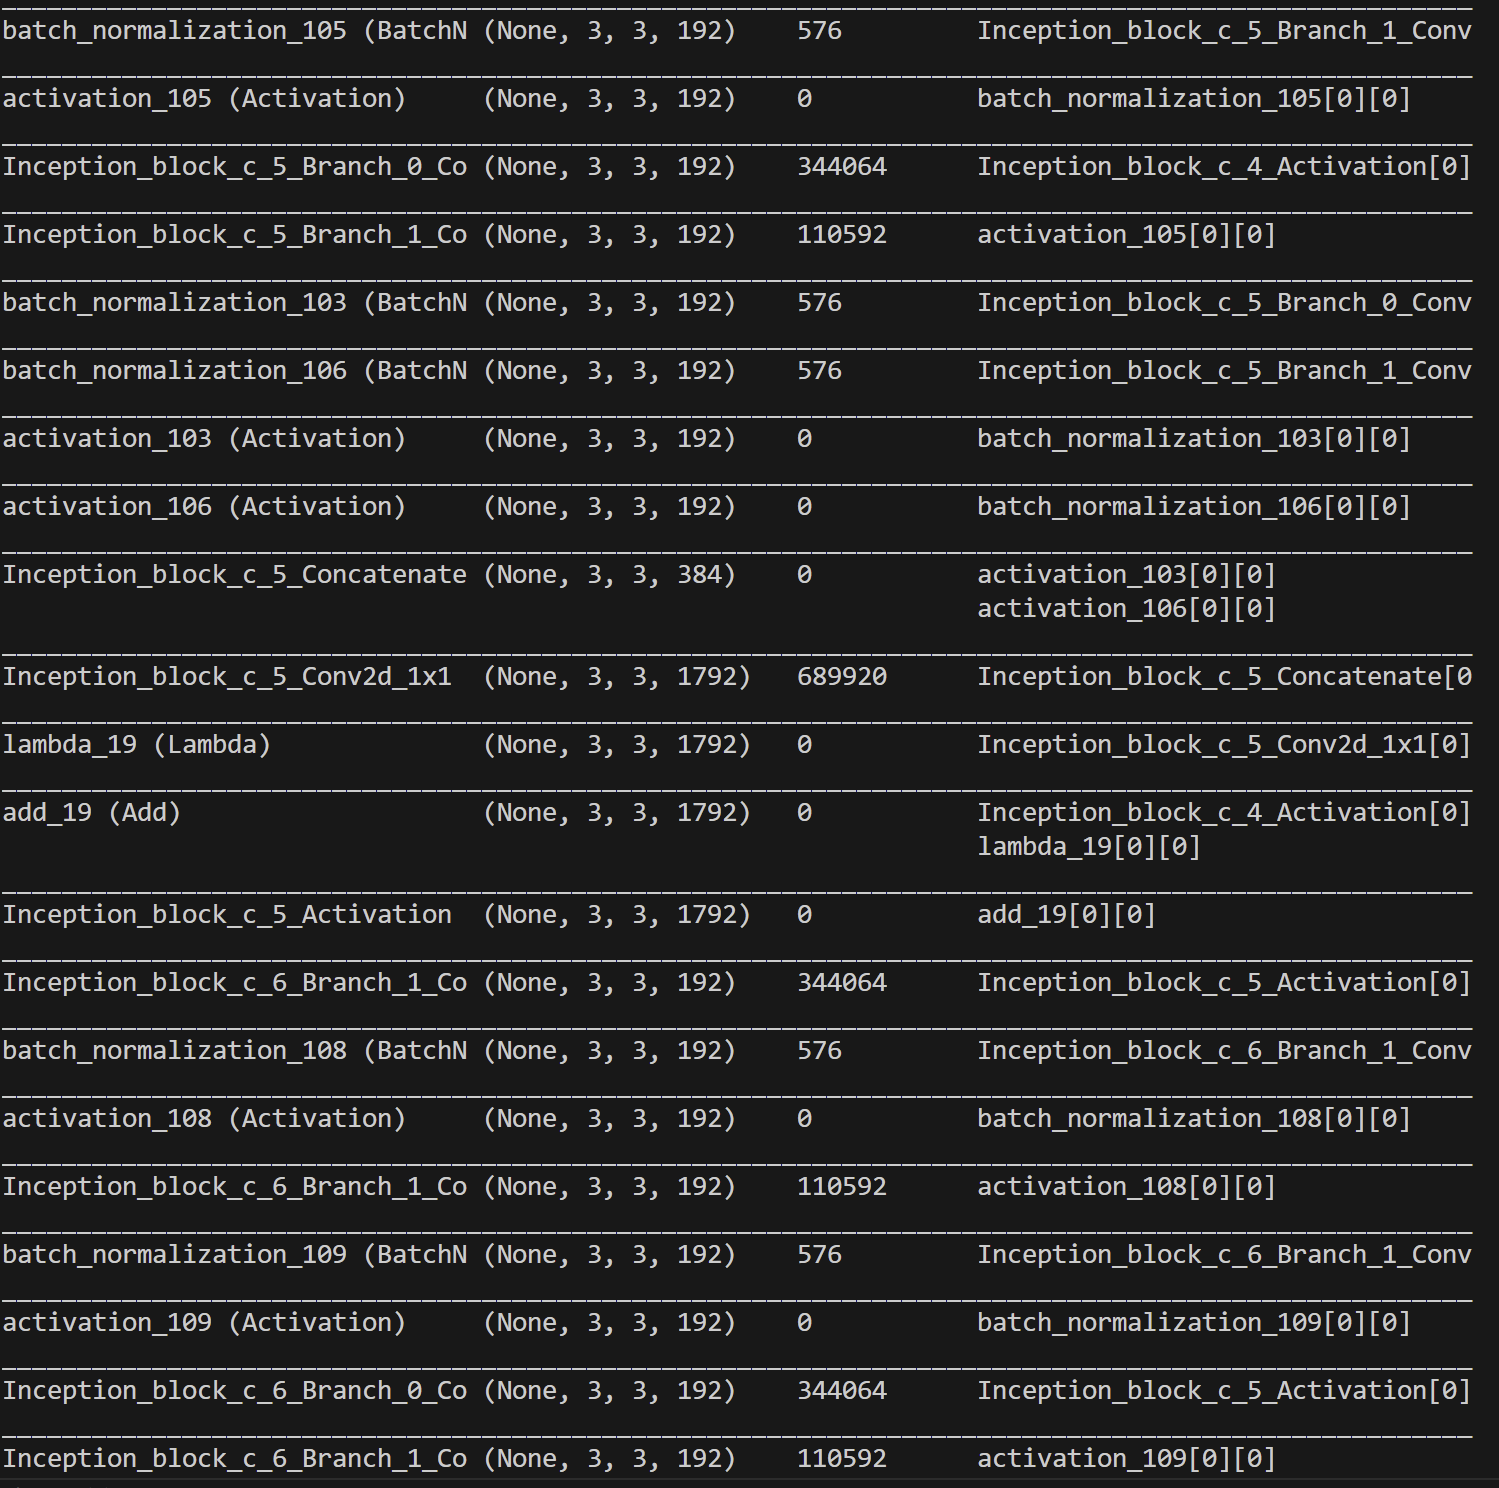 batch_normalization_105 (BatchN (None, 3, 3, 192) 576 Inception_block_c_5_Branch_1_Conv
activation_105 (Activation) (None, 3, 3, 192) 0 batch_normalization_105[0][0]
Inception_block_c_5_Branch_0_Co (None, 3, 3, 192) 344064 Inception_block_c_4_Activation[0]
Inception_block_c_5_Branch_1_Co (None, 3, 3, 192) 110592 activation_105[0][0]
batch_normalization_103 (BatchN (None, 3, 3, 192) 576 Inception_block_c_5_Branch_0_Conv
batch_normalization_106 (BatchN (None, 3, 3, 192) 576 Inception_block_c_5_Branch_1_Conv
activation_103 (Activation) (None, 3, 3, 192) 0 batch_normalization_103[0][0]
activation_106 (Activation) (None, 3, 3, 192) 0 batch_normalization_106[0][0]
Inception_block_c_5_Concatenate (None, 3, 3, 384) 0 activation_103[0][0]
activation_106[0][0]
Inception_block_c_5_Conv2d_1x1 (None, 3, 3, 1792) 689920 Inception_block_c_5_Concatenate[0
lambda_19 (Lambda) (None, 3, 3, 1792) 0 Inception_block_c_5_Conv2d_1x1[0]
add_19 (Add) (None, 3, 3, 1792) 0 Inception_block_c_4_Activation[0]
lambda_19[0][0]
Inception_block_c_5_Activation (None, 3, 3, 1792) 0 add_19[0][0]
Inception_block_c_6_Branch_1_Co (None, 3, 3, 192) 344064 Inception_block_c_5_Activation[0]
batch_normalization_108 (BatchN (None, 3, 3, 192) 576 Inception_block_c_6_Branch_1_Conv
activation_108 (Activation) (None, 3, 3, 192) 0 batch_normalization_108[0][0]
Inception_block_c_6_Branch_1_Co (None, 3, 3, 192) 110592 activation_108[0][0]
batch_normalization_109 (BatchN (None, 3, 3, 192) 576 Inception_block_c_6_Branch_1_Conv
activation_109 (Activation) (None, 3, 3, 192) 0 batch_normalization_109[0][0]
Inception_block_c_6_Branch_0_Co (None, 3, 3, 192) 344064 Inception_block_c_5_Activation[0]
Inception_block_c_6_Branch_1_Co (None, 3, 3, 192) 110592 activation_109[0][0]